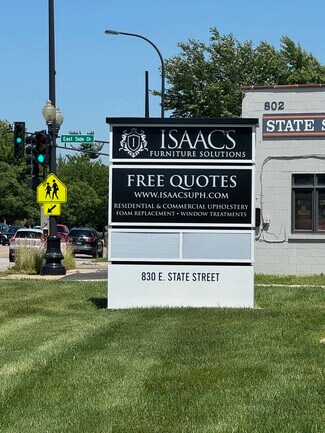 802
STATE
East Side Dr
ISAAC'S
FURNITURE SOLUTIONS
FREE QUOTES
WWW.ISAACSUPH.COM
RESIDENTIAL & COMMERCIAL UPHOLSTERY
FOAM REPLACEMENT • WINDOW TREATMENTS
830 E. STATE STREET